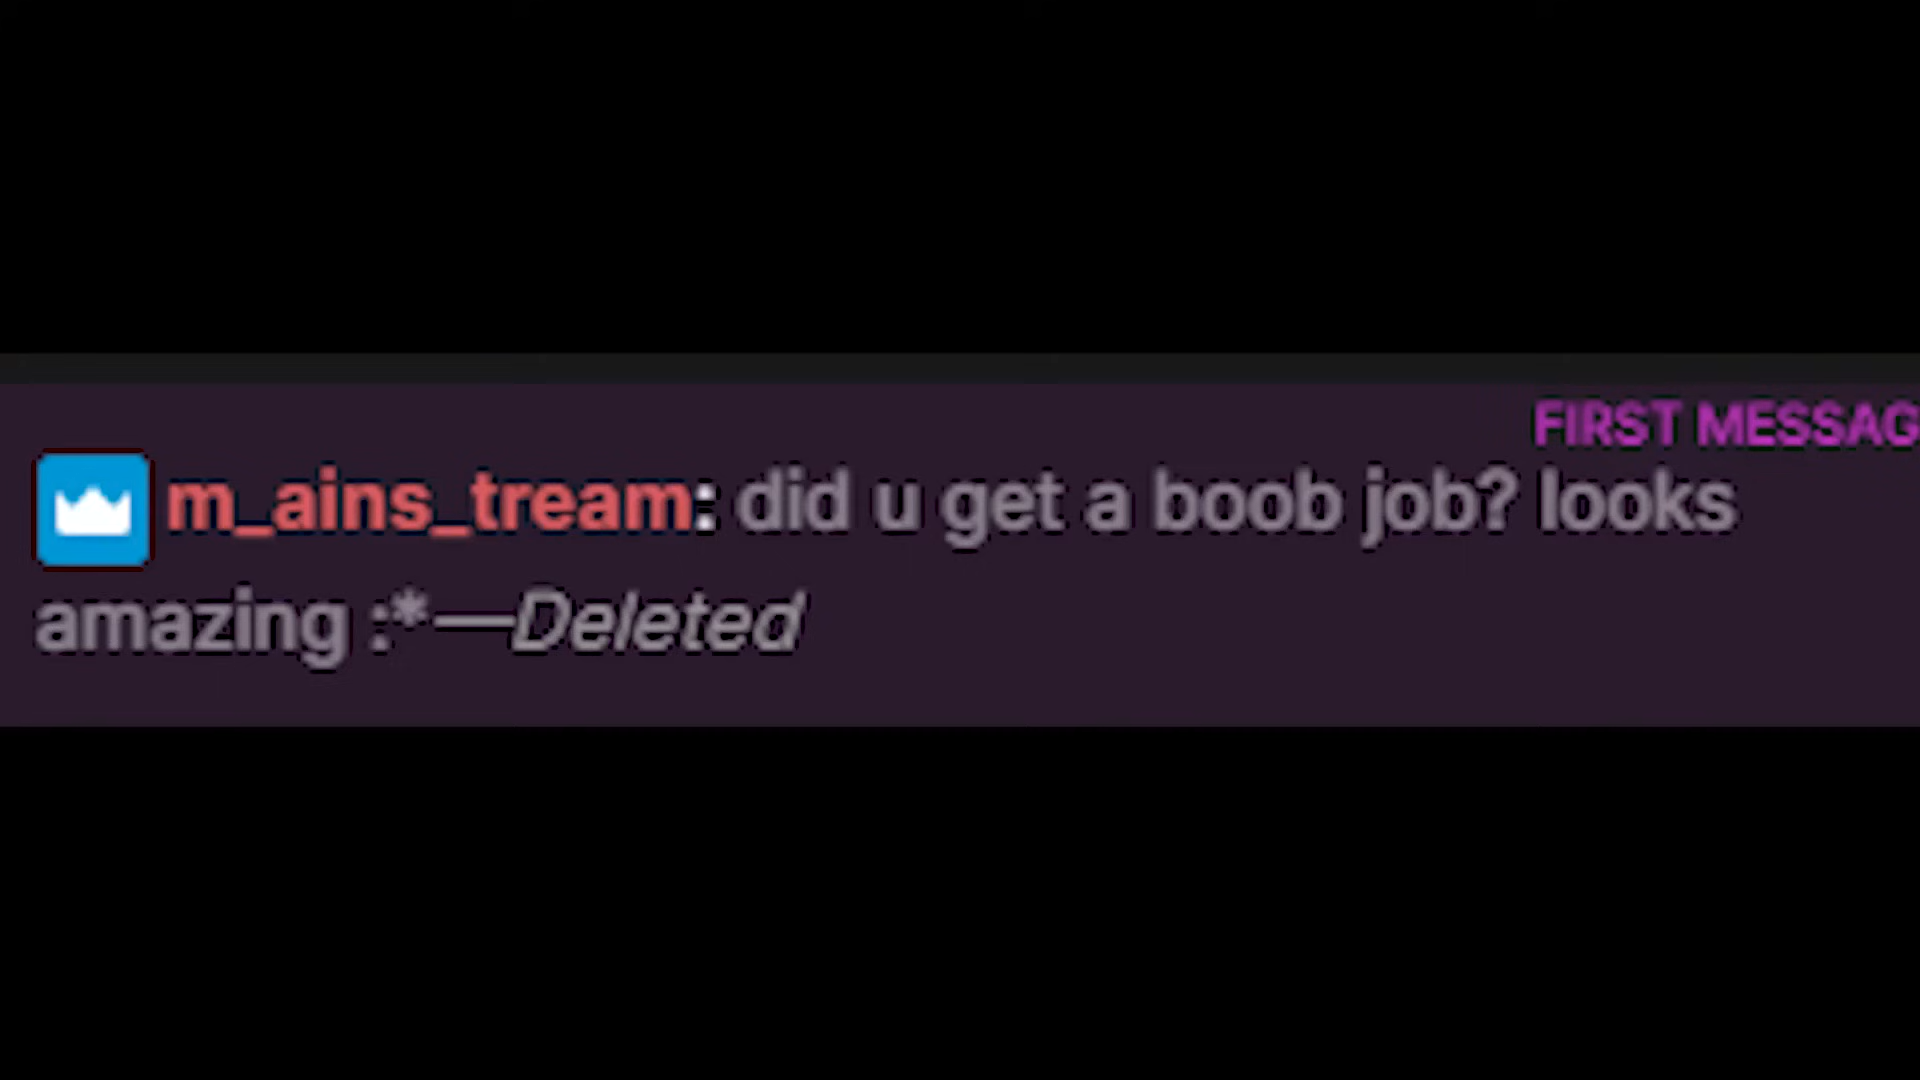 FIRST MESSAG
m_ains_tream: did u get a boob job? looks
amazing :*—Deleted